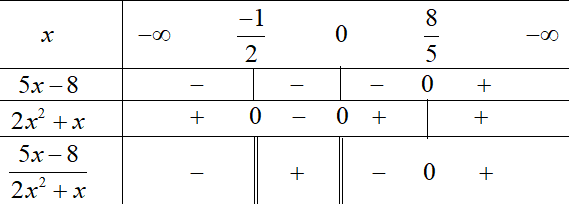 x −∞ −1/2 0 8/5 −∞
5x − 8 − | − | − 0 +
2x² + x + 0 − 0 + | +
(5x − 8)/(2x² + x) − || + || − 0 +